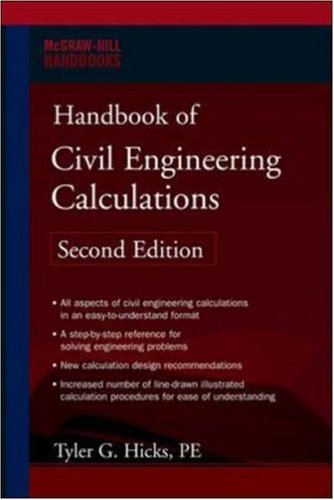 McGRAW-HILL
HANDBOOKS
Handbook of
Civil Engineering
Calculations
Second Edition
• All aspects of civil engineering calculations
in an easy-to-understand format
• A step-by-step reference for
solving engineering problems
• New calculation design recommendations
• Increased number of line-drawn illustrated
calculation procedures for ease of understanding
Tyler G. Hicks, PE